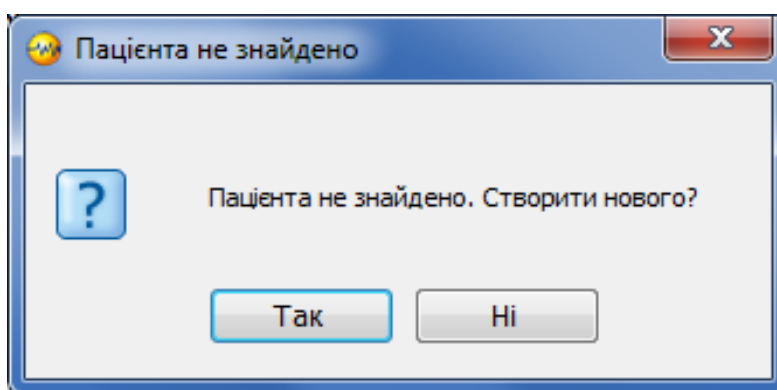 Пацієнта не знайдено
Пацієнта не знайдено. Створити нового?
Так
Ні